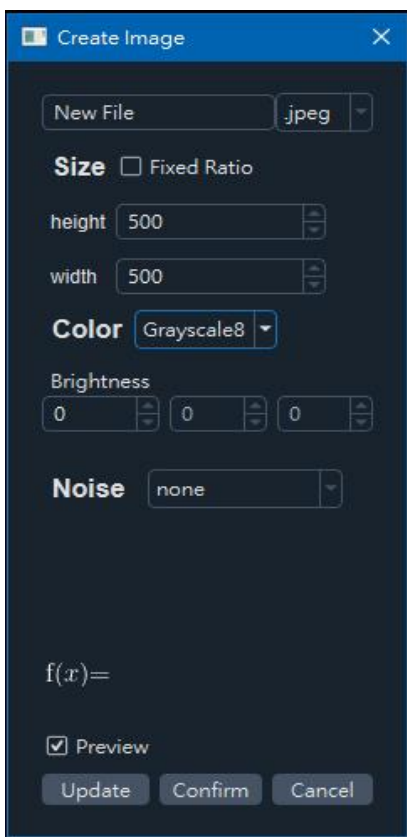 Create Image
New File .jpeg
Size Fixed Ratio
height 500
width 500
Color Grayscale8
Brightness
0 0 0
Noise none
f(x)=
Preview
Update Confirm Cancel